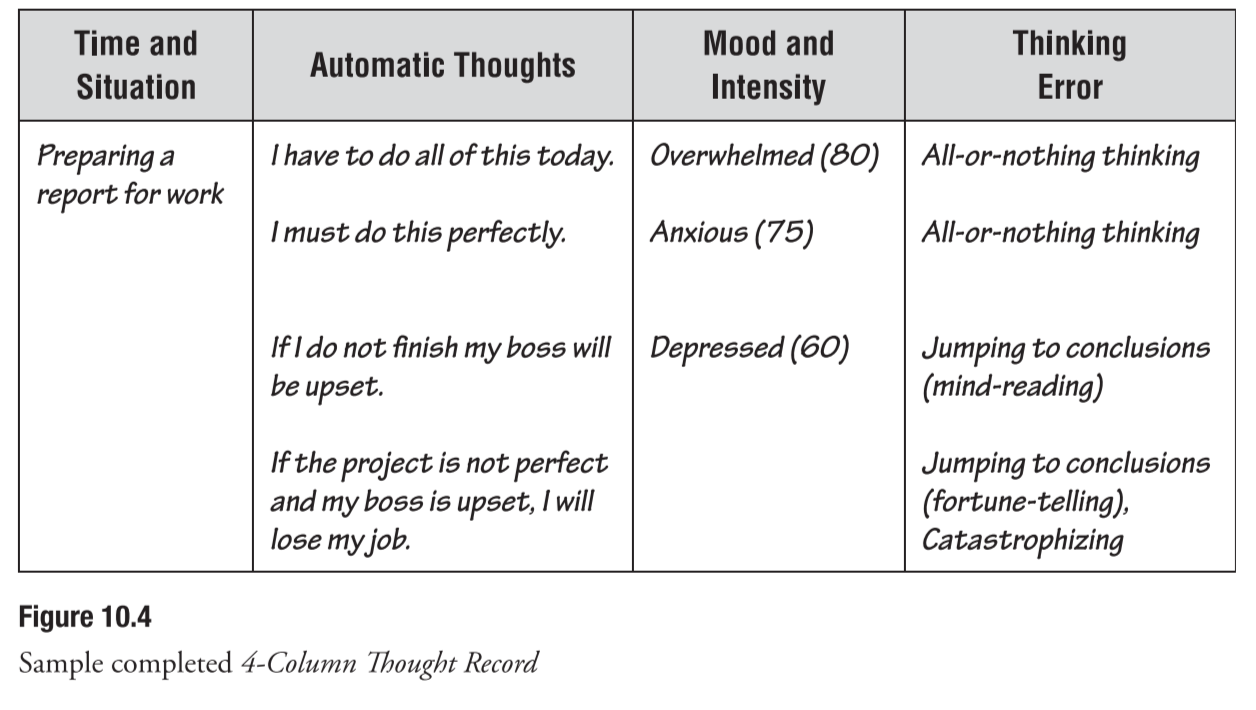 Time and
Situation
Automatic Thoughts
Mood and
Intensity
Thinking
Error
Preparing a
report for work
I have to do all of this today.
Overwhelmed (80)
All-or-nothing thinking
I must do this perfectly.
Anxious (75)
All-or-nothing thinking
If I do not finish my boss will
be upset.
Depressed (60)
Jumping to conclusions
(mind-reading)
If the project is not perfect
and my boss is upset, I will
lose my job.
Jumping to conclusions
(fortune-telling),
Catastrophizing
Figure 10.4
Sample completed 4-Column Thought Record